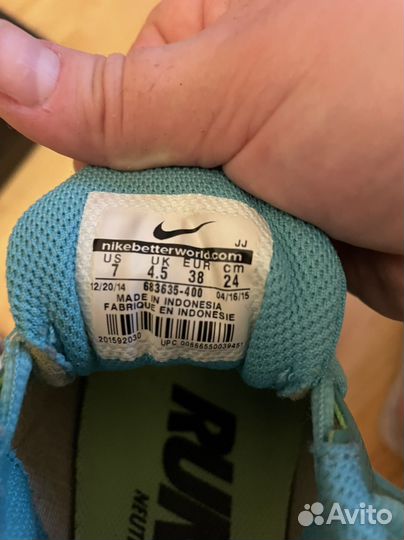 JJ
nikebetterworld.com
US UK EUR cm
7 4.5 38 24
12/20/14 683635-400 04/16/15
MADE IN INDONESIA
FABRIQUE EN INDONESIE
201592030 UPC
RUN
NEUT
Avito